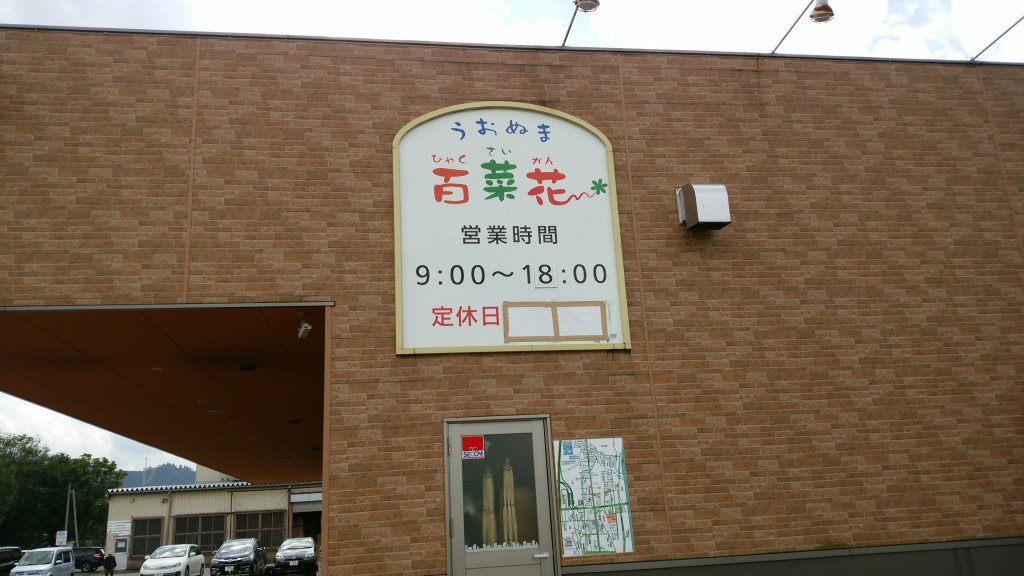 うおぬま
ひゃく さい かん
百菜花
営業時間
9:00～18:00
定休日
SECOM